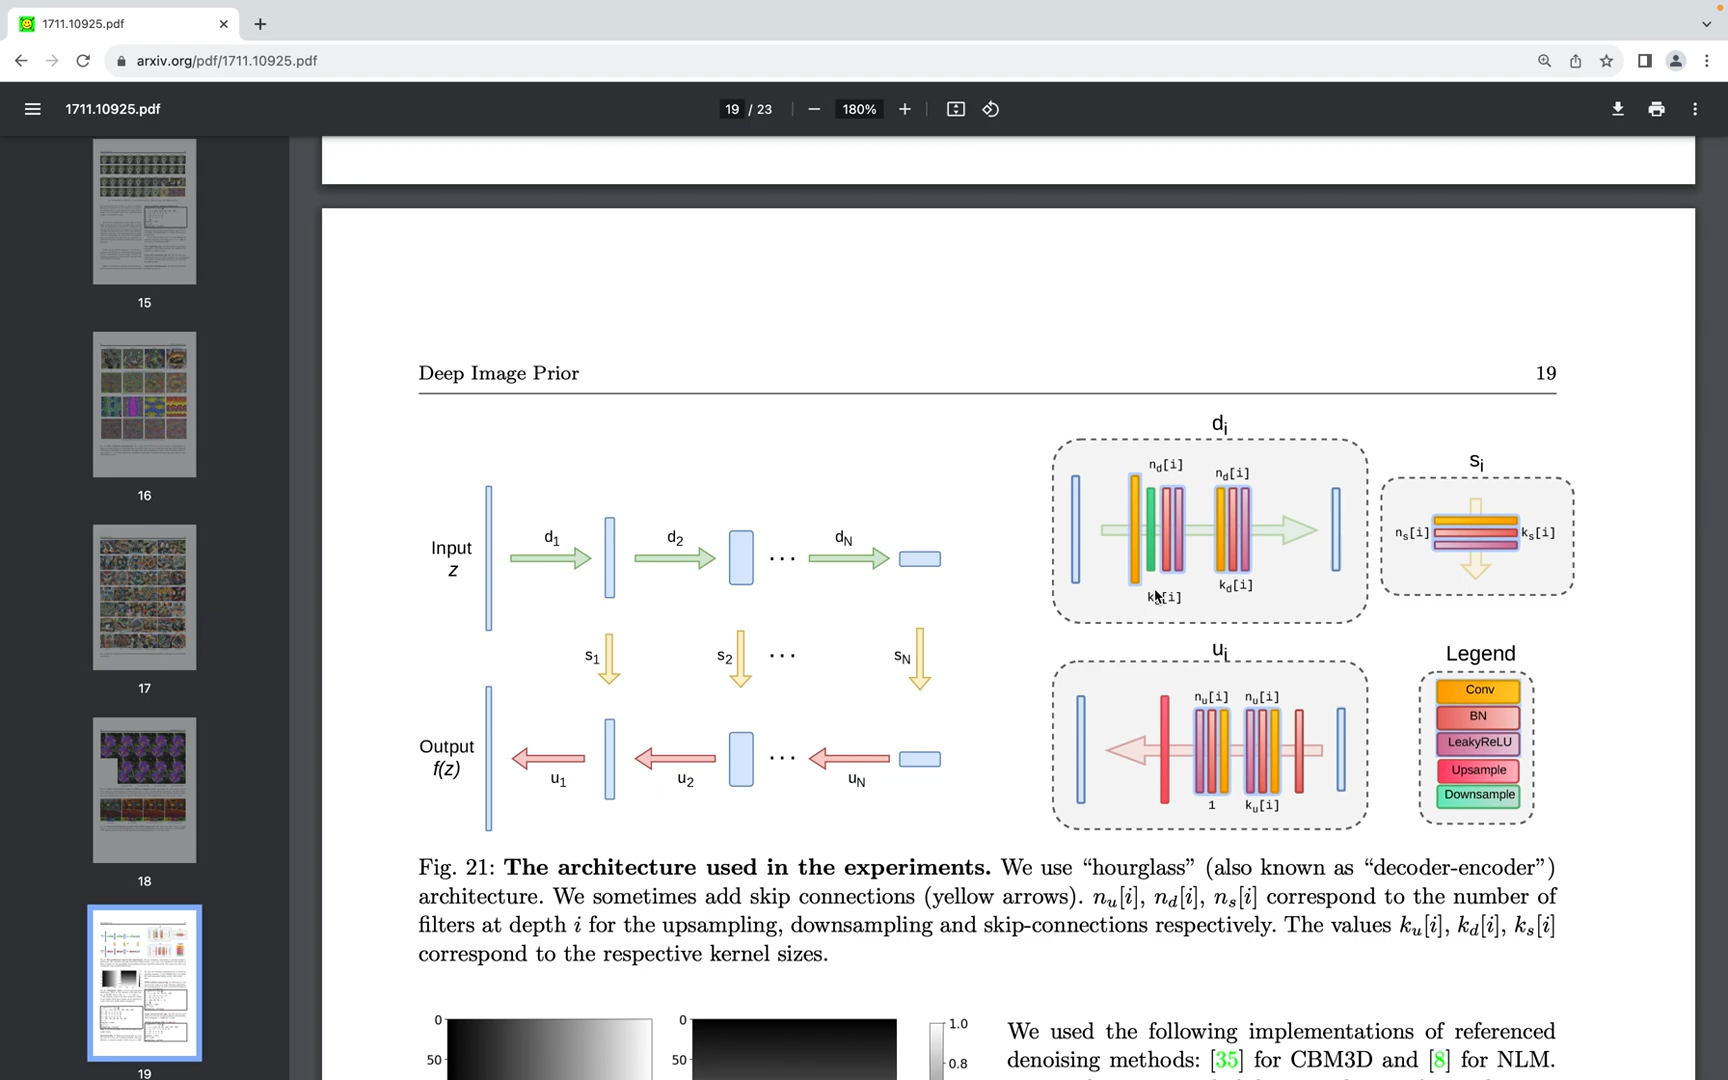 1711.10925.pdf
arxiv.org/pdf/1711.10925.pdf
1711.10925.pdf
19 / 23
180%
15
16
17
18
19
Deep Image Prior 19
Input
z
d1
d2
...
dN
s1
s2
...
sN
Output
f(z)
u1
u2
...
uN
di
nd[i]
nd[i]
kd[i]
si
ns[i]
ks[i]
ui
nu[i]
nu[i]
1
ku[i]
Legend
Conv
BN
LeakyReLU
Upsample
Downsample
Fig. 21: The architecture used in the experiments. We use “hourglass” (also known as “decoder-encoder”)
architecture. We sometimes add skip connections (yellow arrows). nu[i], nd[i], ns[i] correspond to the number of
filters at depth i for the upsampling, downsampling and skip-connections respectively. The values ku[i], kd[i], ks[i]
correspond to the respective kernel sizes.
0
50
0
50
1.0
0.8
We used the following implementations of referenced
denoising methods: [35] for CBM3D and [8] for NLM.